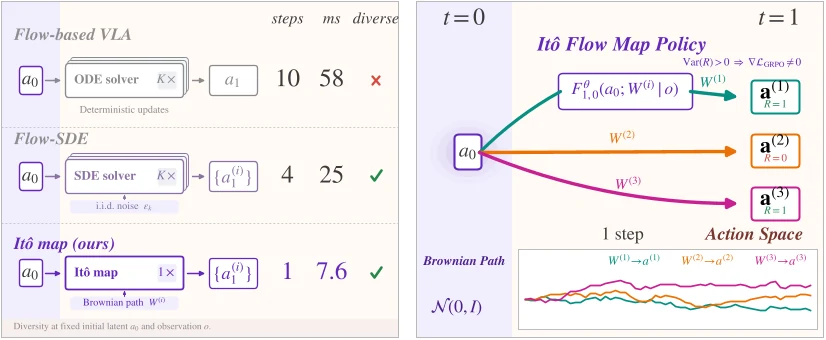 steps ms diverse
Flow-based VLA
a₀ ODE solver K× a₁ 10 58 ×
Deterministic updates
Flow-SDE
a₀ SDE solver K× {a₁⁽ⁱ⁾} 4 25 ✓
i.i.d. noise εₖ
Itô map (ours)
a₀ Itô map 1× {a₁⁽ⁱ⁾} 1 7.6 ✓
Brownian path W⁽ⁱ⁾
Diversity at fixed initial latent a₀ and observation o.
t=0 t=1
Itô Flow Map Policy
Var(R)>0 ⇒ ∇ℒ_GRPO≠0
F^θ_{1,0}(a₀; W⁽ⁱ⁾ | o) W⁽¹⁾ a⁽¹⁾
R=1
a₀ W⁽²⁾ a⁽²⁾
R=0
W⁽³⁾ a⁽³⁾
R=1
1 step Action Space
Brownian Path W⁽¹⁾→a⁽¹⁾ W⁽²⁾→a⁽²⁾ W⁽³⁾→a⁽³⁾
𝒩(0, I)